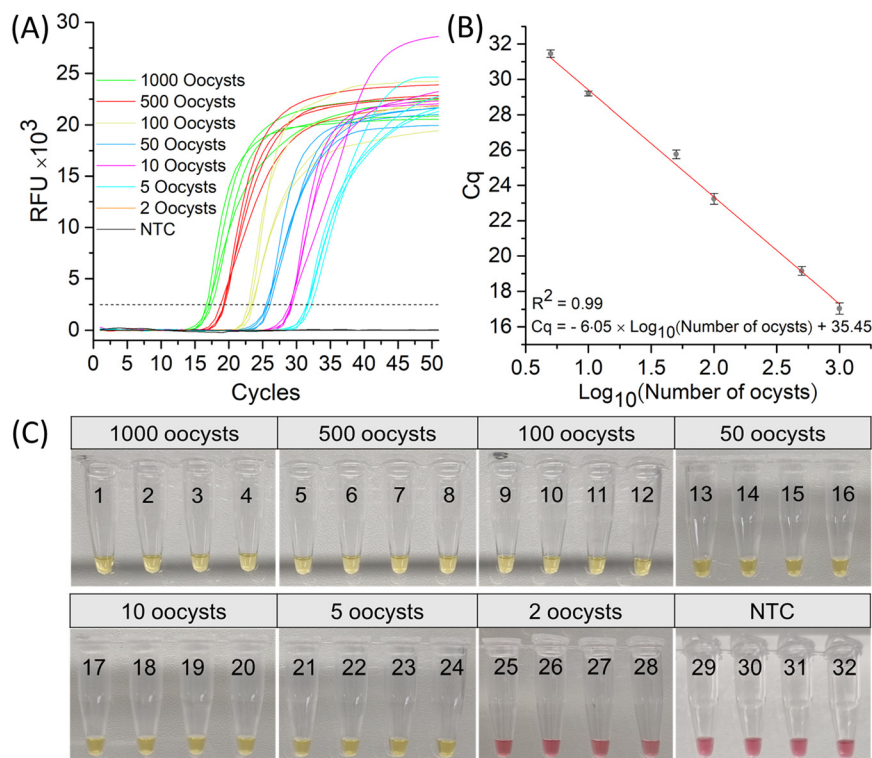 (A)
RFU ×10³
30
25
20
15
10
5
0
1000 Oocysts
500 Oocysts
100 Oocysts
50 Oocysts
10 Oocysts
5 Oocysts
2 Oocysts
NTC
0 5 10 15 20 25 30 35 40 45 50
Cycles
(B)
Cq
32
30
28
26
24
22
20
18
16
R² = 0.99
Cq = - 6·05 × Log₁₀(Number of ocysts) + 35.45
0.5 1.0 1.5 2.0 2.5 3.0
Log₁₀(Number of ocysts)
(C)
1000 oocysts 500 oocysts 100 oocysts 50 oocysts
1 2 3 4 5 6 7 8 9 10 11 12 13 14 15 16
10 oocysts 5 oocysts 2 oocysts NTC
17 18 19 20 21 22 23 24 25 26 27 28 29 30 31 32